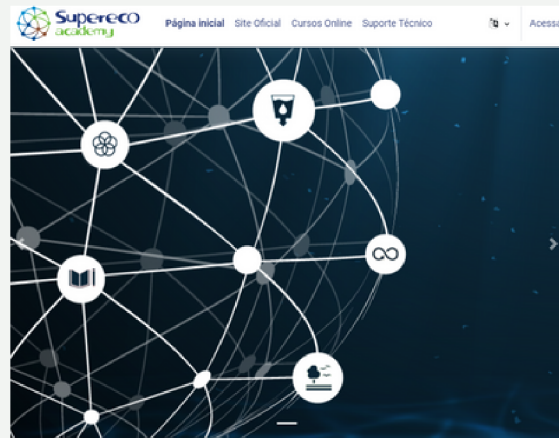 Supereco
academy
Página inicial Site Oficial Cursos Online Suporte Técnico